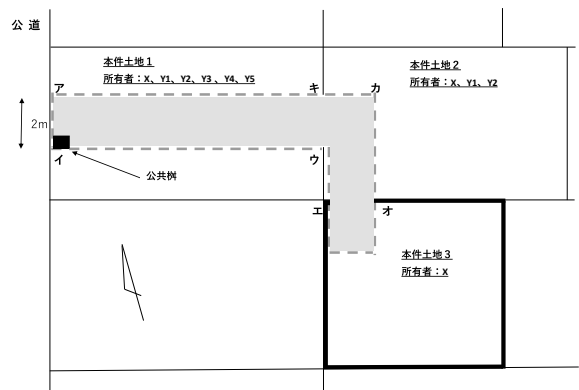 公 道
本件土地１
所有者：X、Y1、Y2、Y3 、Y4、Y5
本件土地２
所有者：X、Y1、Y2
ア
キ
カ
2m
イ
ウ
公共桝
エ
オ
本件土地３
所有者：X